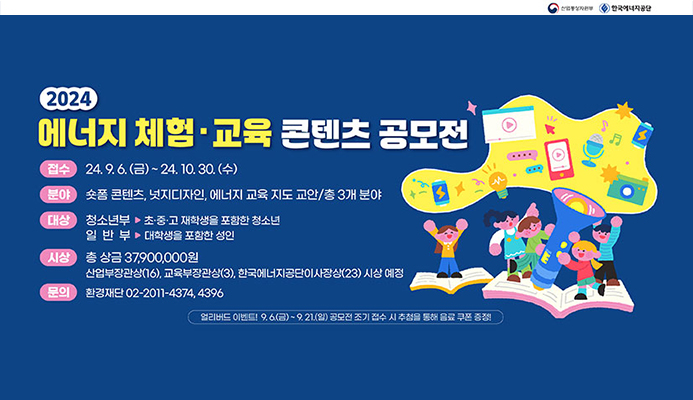 산업통상자원부 한국에너지공단
2024
에너지 체험·교육 콘텐츠 공모전
접수 24. 9. 6.(금) ~ 24. 10. 30. (수)
분야 숏폼 콘텐츠, 넛지디자인, 에너지 교육 지도 교안/총 3개 분야
대상 청소년부 ▶ 초·중·고 재학생을 포함한 청소년
일 반 부 ▶ 대학생을 포함한 성인
시상 총 상금 37,900,000원
산업부장관상(16), 교육부장관상(3), 한국에너지공단이사장상(23) 시상 예정
문의 환경재단 02-2011-4374, 4396
얼리버드 이벤트! 9. 6.(금) ~ 9. 21.(일) 공모전 조기 접수 시 추첨을 통해 음료 쿠폰 증정!